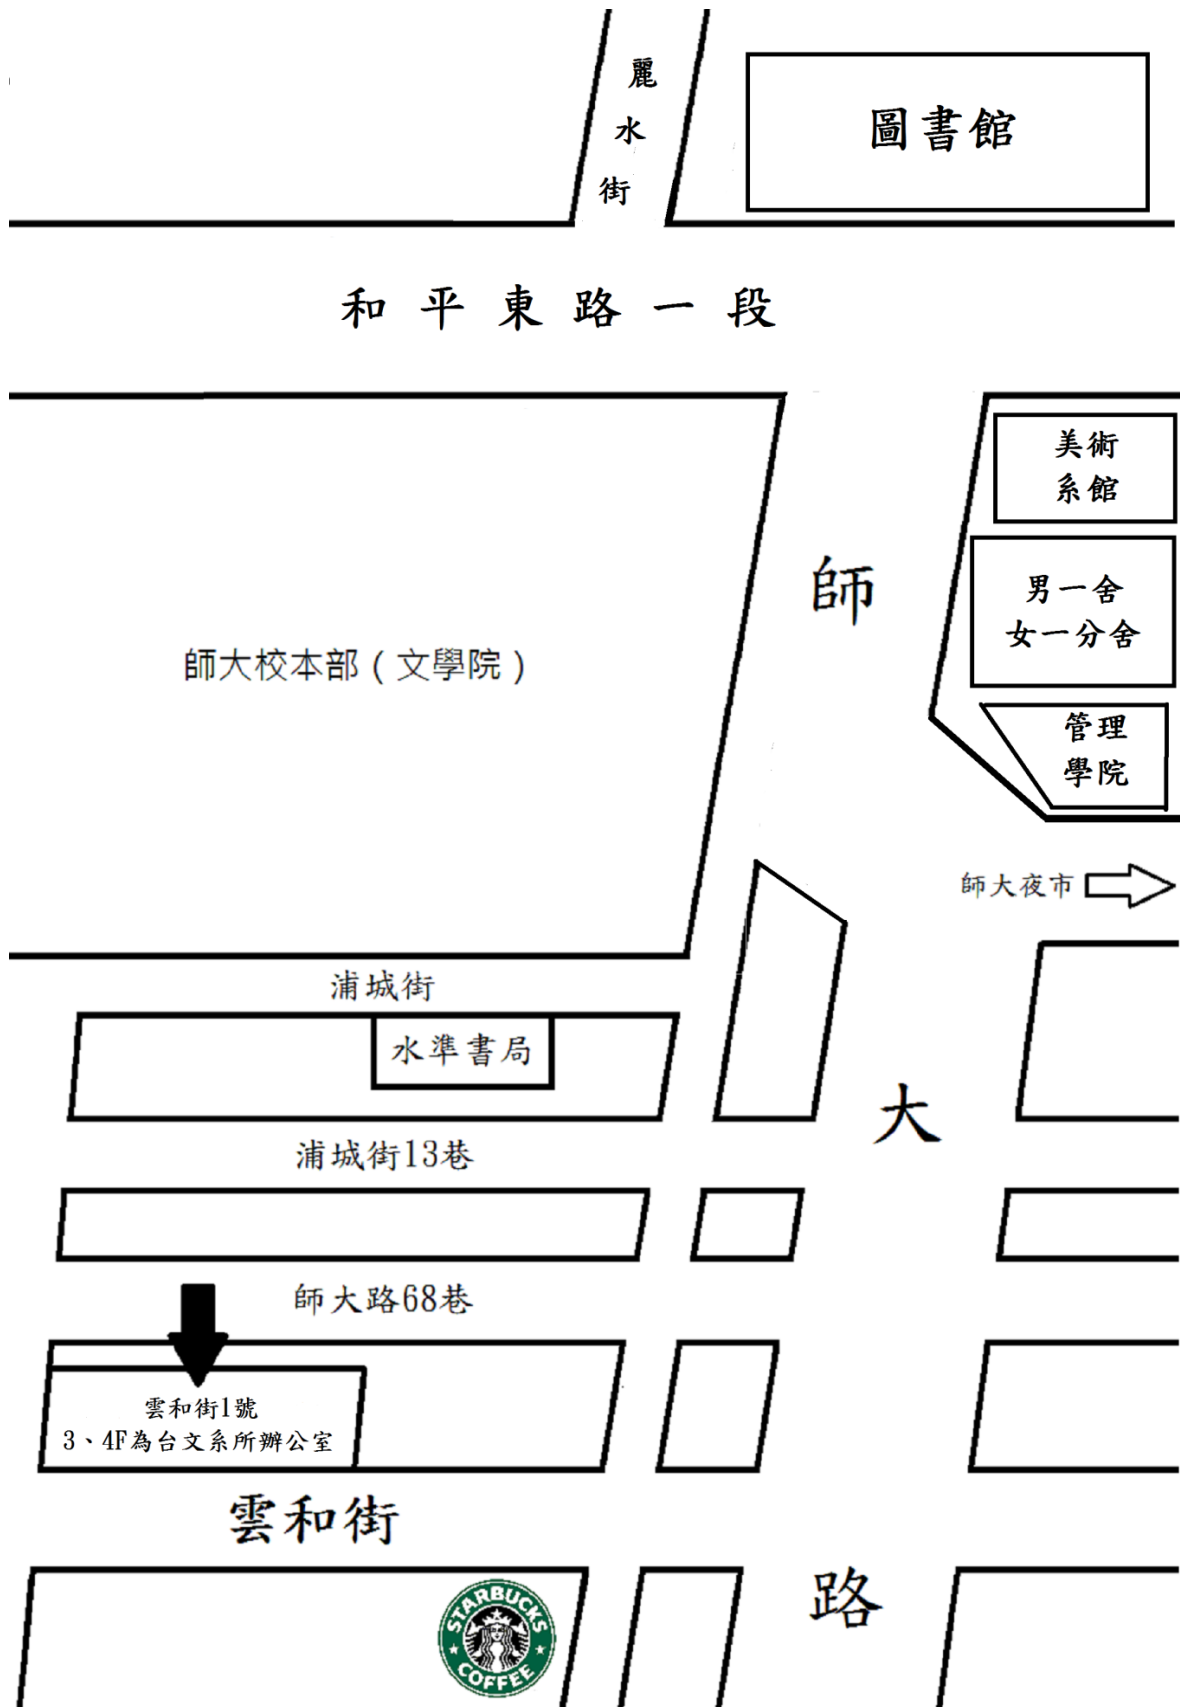 麗水街
圖書館
和平東路一段
美術
系館
師大路
男一舍
女一分舍
師大校本部（文學院）
管理
學院
師大夜市
浦城街
水準書局
浦城街13巷
師大路68巷
雲和街1號
3、4F為台文系所辦公室
雲和街
STARBUCKS
COFFEE